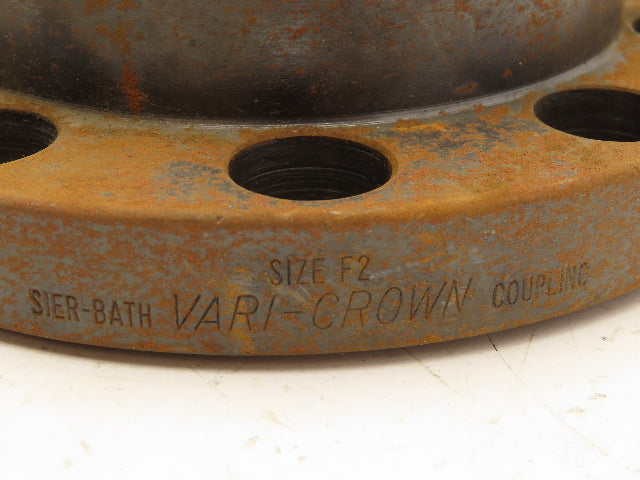 SIZE F2
SIER-BATH VARI-CROWN COUPLING